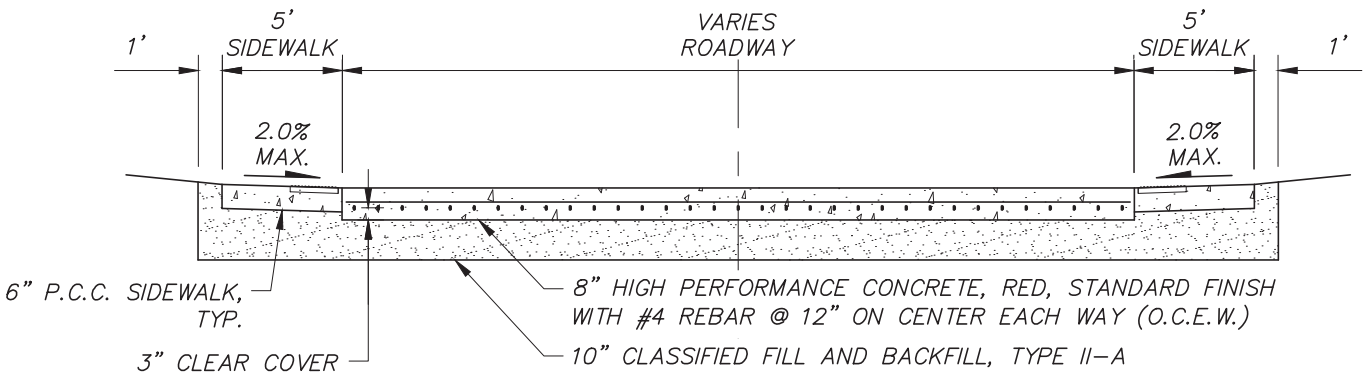 5'
SIDEWALK
VARIES
ROADWAY
5'
SIDEWALK
1'
1'
2.0%
MAX.
2.0%
MAX.
6" P.C.C. SIDEWALK,
TYP.
3" CLEAR COVER
8" HIGH PERFORMANCE CONCRETE, RED, STANDARD FINISH
WITH #4 REBAR @ 12" ON CENTER EACH WAY (O.C.E.W.)
10" CLASSIFIED FILL AND BACKFILL, TYPE II-A